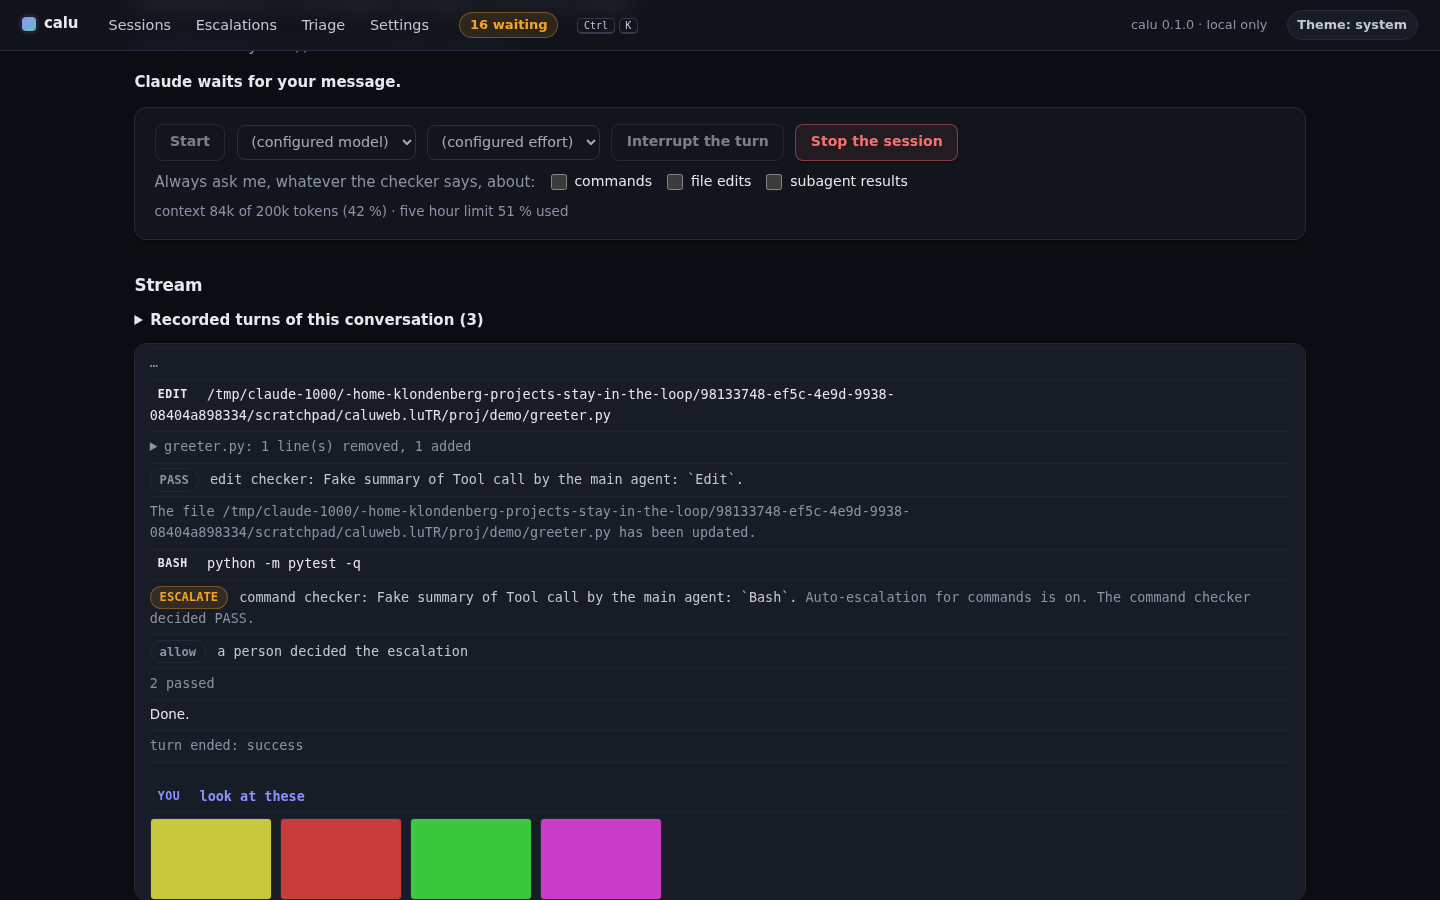 calu Sessions Escalations Triage Settings 16 waiting Ctrl K calu 0.1.0 · local only Theme: system
Claude waits for your message.
Start (configured model) (configured effort) Interrupt the turn Stop the session
Always ask me, whatever the checker says, about: commands file edits subagent results
context 84k of 200k tokens (42 %) · five hour limit 51 % used
Stream
Recorded turns of this conversation (3)
…
EDIT /tmp/claude-1000/-home-klondenberg-projects-stay-in-the-loop/98133748-ef5c-4e9d-9938-
08404a898334/scratchpad/caluweb.luTR/proj/demo/greeter.py
greeter.py: 1 line(s) removed, 1 added
PASS edit checker: Fake summary of Tool call by the main agent: `Edit`.
The file /tmp/claude-1000/-home-klondenberg-projects-stay-in-the-loop/98133748-ef5c-4e9d-9938-
08404a898334/scratchpad/caluweb.luTR/proj/demo/greeter.py has been updated.
BASH python -m pytest -q
ESCALATE command checker: Fake summary of Tool call by the main agent: `Bash`. Auto-escalation for commands is on. The command checker
decided PASS.
allow a person decided the escalation
2 passed
Done.
turn ended: success
YOU look at these